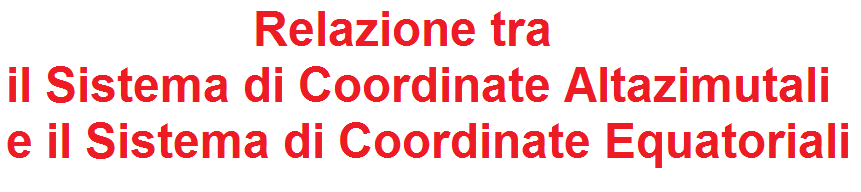 Relazione tra
il Sistema di Coordinate Altazimutali
e il Sistema di Coordinate Equatoriali